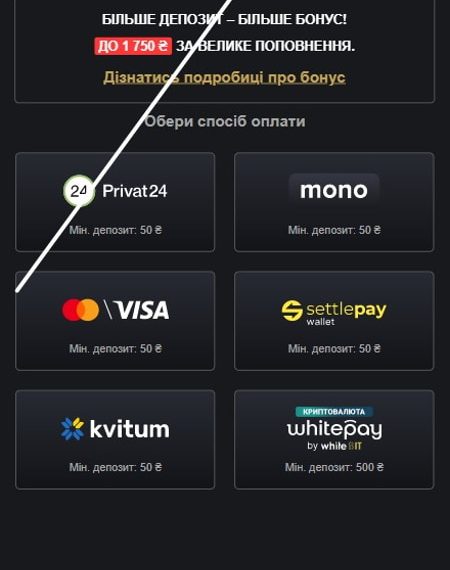 БІЛЬШЕ ДЕПОЗИТ – БІЛЬШЕ БОНУС!
ДО 1 750 ₴ ЗА ВЕЛИКЕ ПОПОВНЕННЯ.
Дізнатись подробиці про бонус
Обери спосіб оплати
24 Privat24
Мін. депозит: 50 ₴
mono
Мін. депозит: 50 ₴
VISA
Мін. депозит: 50 ₴
settlepay
wallet
Мін. депозит: 50 ₴
kvitum
Мін. депозит: 50 ₴
КРИПТОВАЛЮТА
whitepay
by whiteBIT
Мін. депозит: 500 ₴